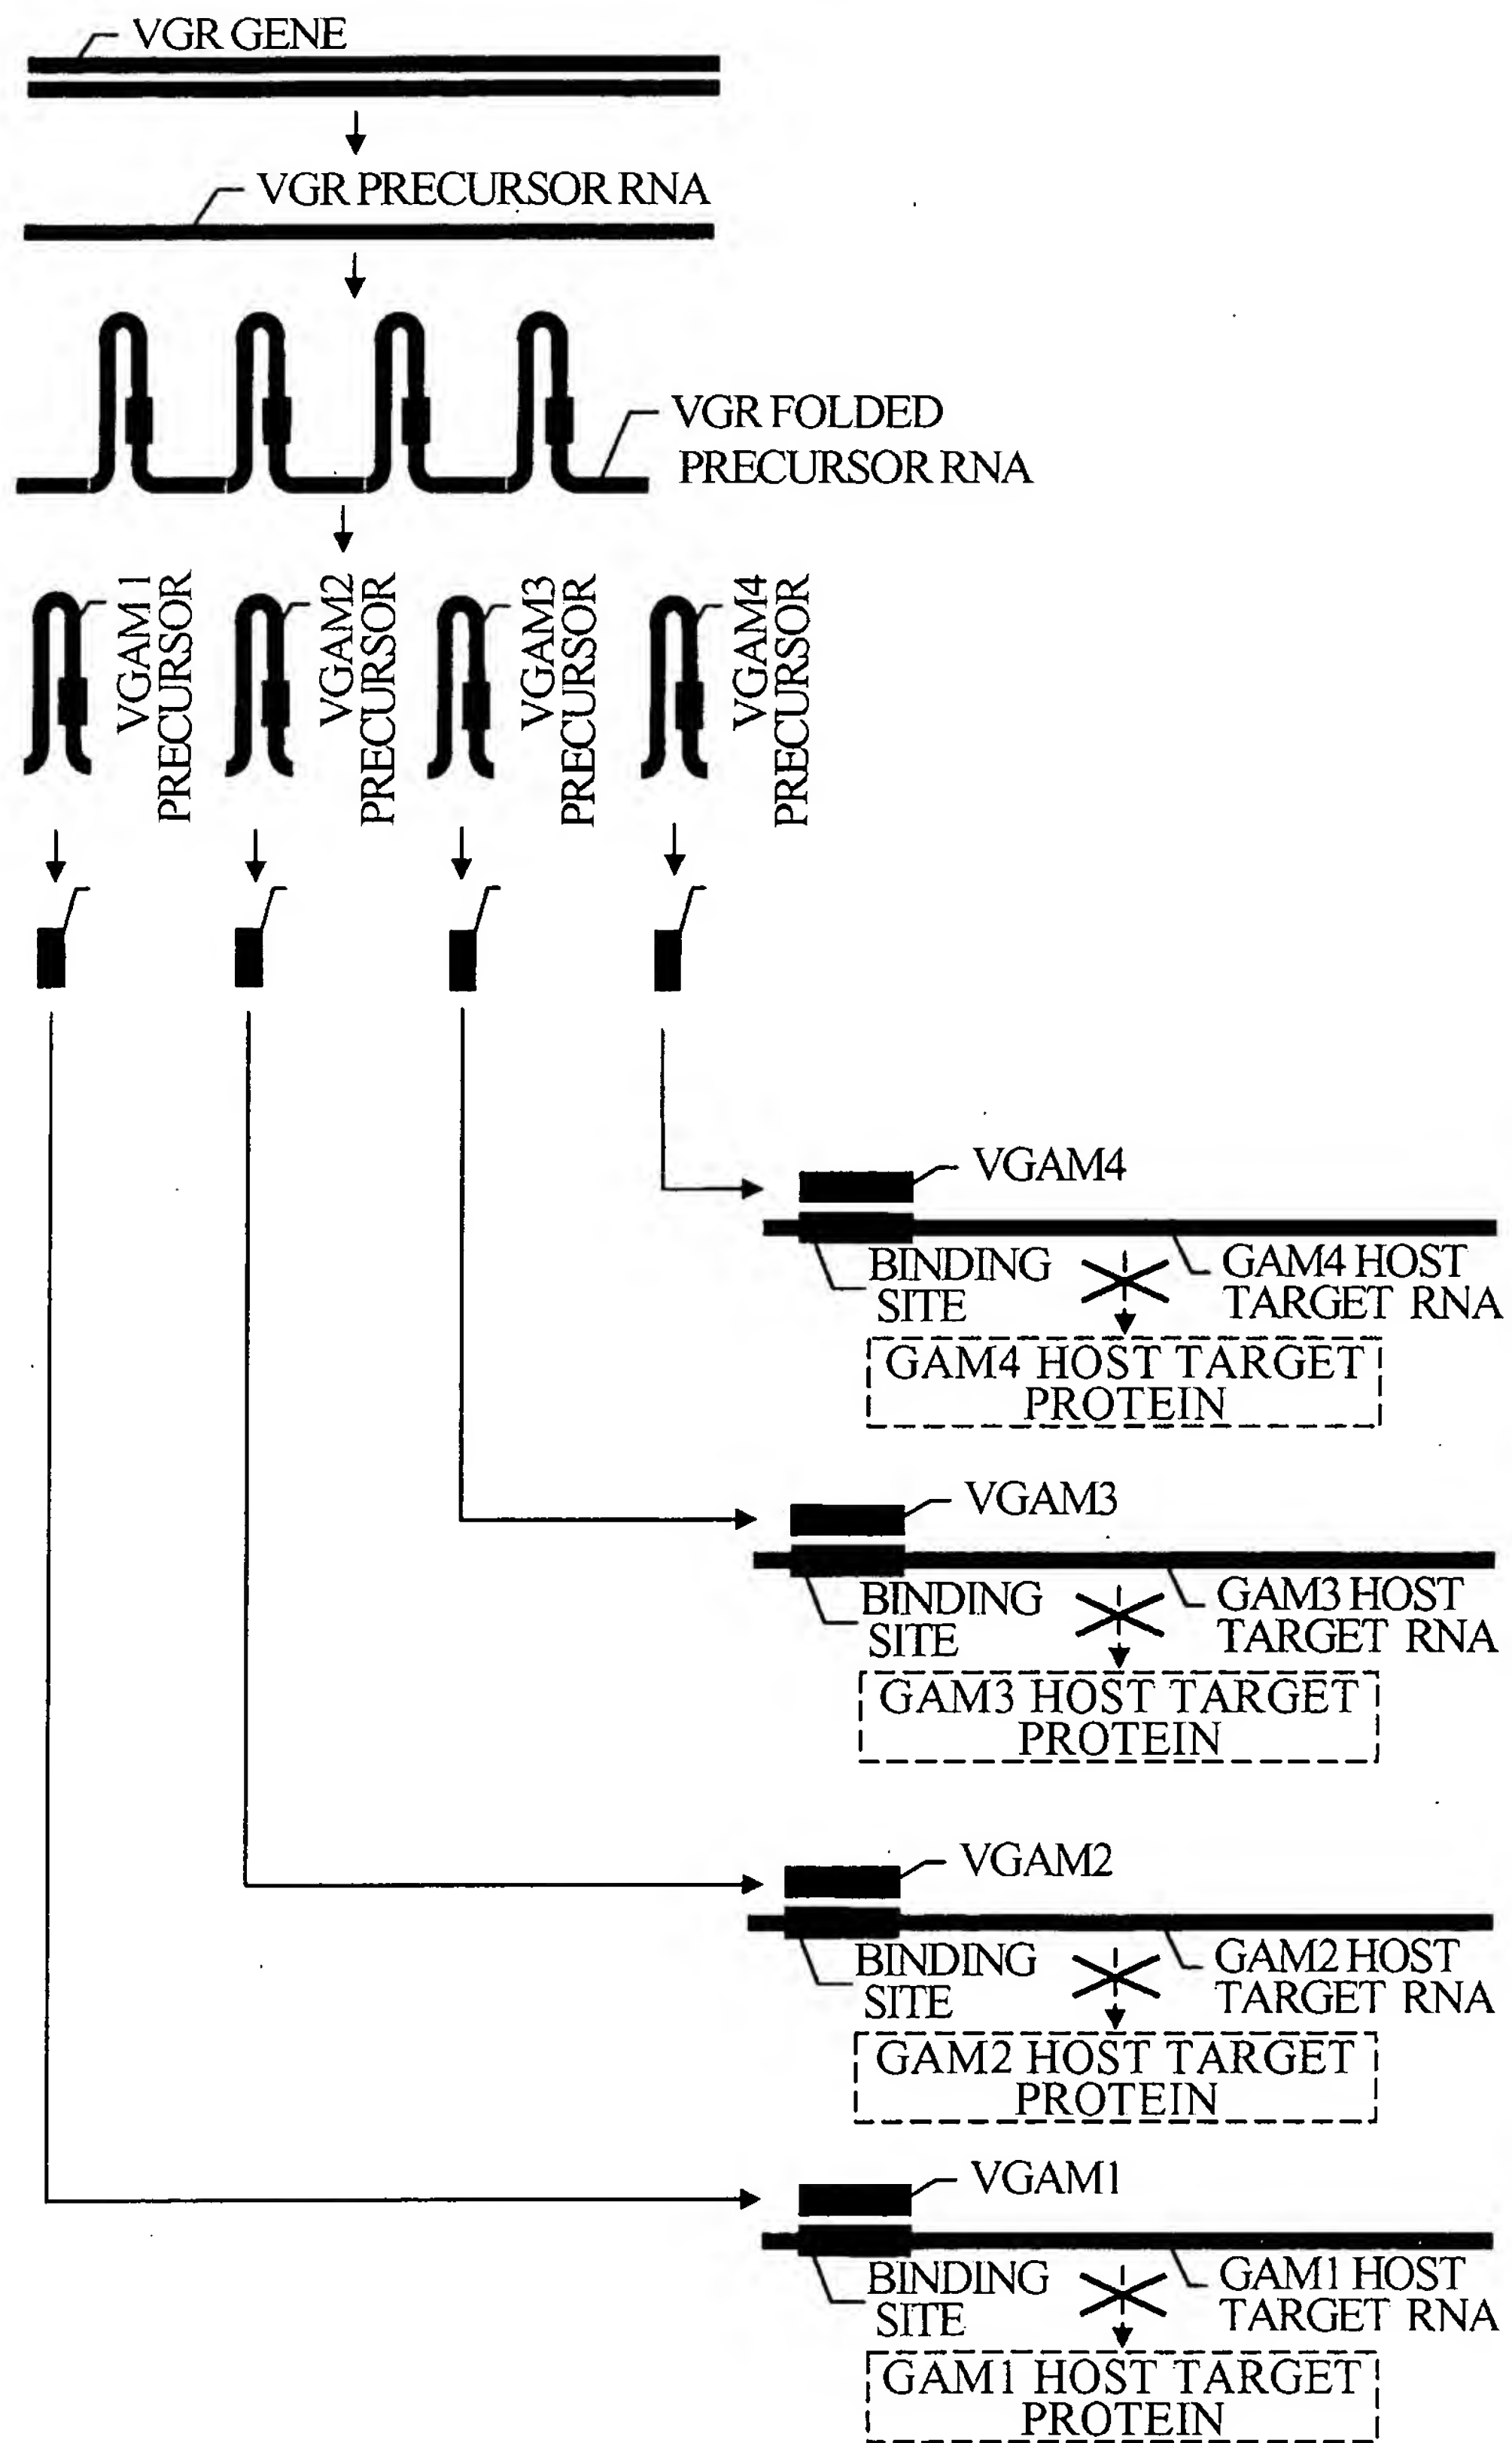 VGR GENE
VGR PRECURSOR RNA
VGR FOLDED
PRECURSOR RNA
VGAM 1
PRECURSOR
VGAM2
PRECURSOR
VGAM3
PRECURSOR
VGAM4
PRECURSOR
VGAM4
BINDING
SITE
GAM4 HOST
TARGET RNA
GAM4 HOST TARGET
PROTEIN
VGAM3
BINDING
SITE
GAM3 HOST
TARGET RNA
GAM3 HOST TARGET
PROTEIN
VGAM2
BINDING
SITE
GAM2 HOST
TARGET RNA
GAM2 HOST TARGET
PROTEIN
VGAM1
BINDING
SITE
GAM1 HOST
TARGET RNA
GAM1 HOST TARGET
PROTEIN